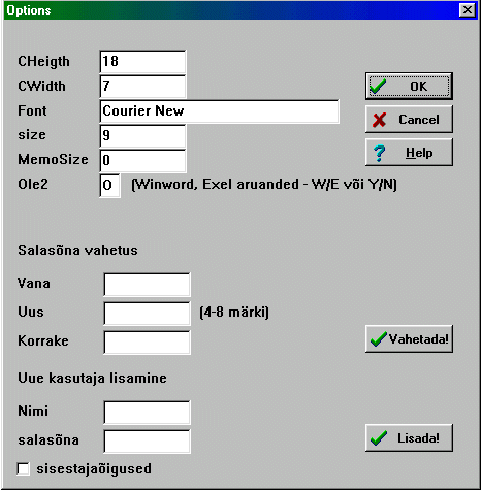 Options
CHeigth 18
CWidth 7
OK
Font Courier New
size 9
Cancel
MemoSize 0
Help
Ole2 O (Winword, Exel aruanded - W/E või Y/N)
Salasõna vahetus
Vana
Uus (4-8 märki)
Korrake
Vahetada!
Uue kasutaja lisamine
Nimi
salasõna
Lisada!
sisestajaõigused